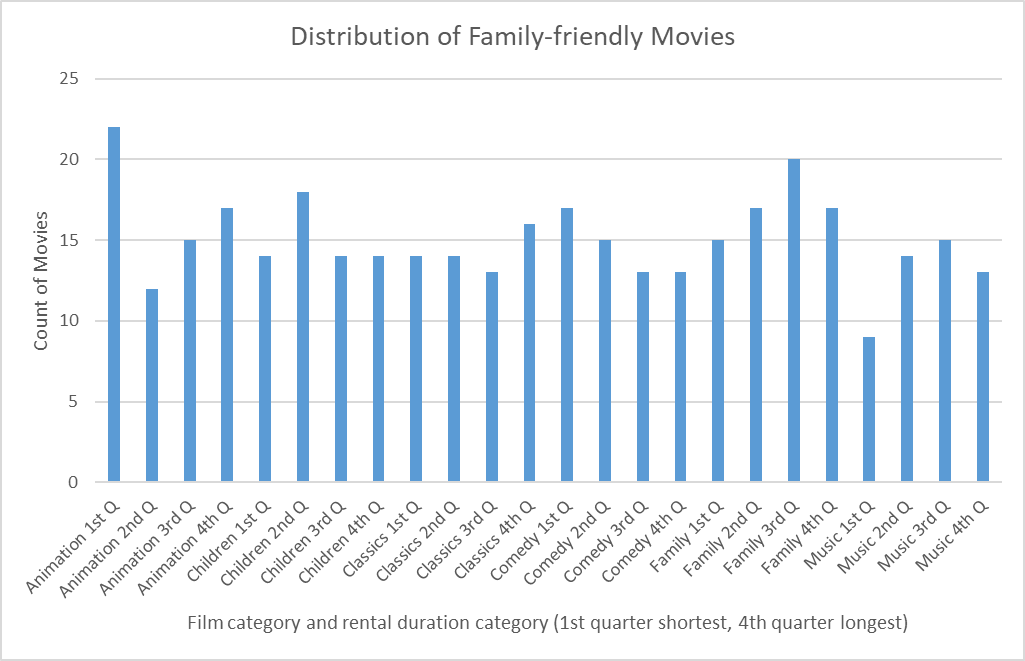 Distribution of Family-friendly Movies
Count of Movies
25
20
15
10
5
0
Animation 1st Q
Animation 2nd Q
Animation 3rd Q
Animation 4th Q
Children 1st Q
Children 2nd Q
Children 3rd Q
Children 4th Q
Classics 1st Q
Classics 2nd Q
Classics 3rd Q
Classics 4th Q
Comedy 1st Q
Comedy 2nd Q
Comedy 3rd Q
Comedy 4th Q
Family 1st Q
Family 2nd Q
Family 3rd Q
Family 4th Q
Music 1st Q
Music 2nd Q
Music 3rd Q
Music 4th Q
Film category and rental duration category (1st quarter shortest, 4th quarter longest)